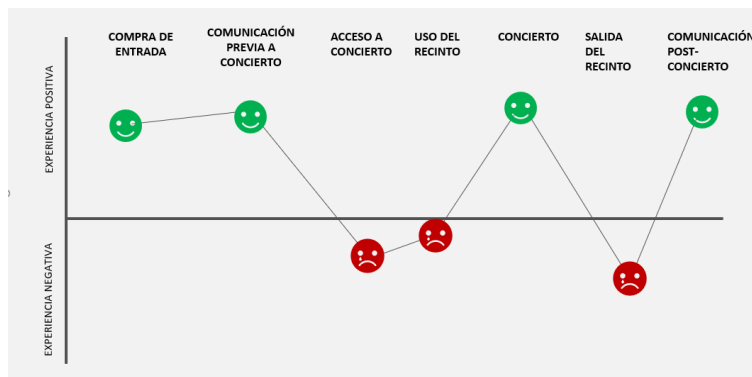 COMPRA DE
ENTRADA
COMUNICACIÓN
PREVIA A
CONCIERTO
ACCESO A
CONCIERTO
USO DEL
RECINTO
CONCIERTO
SALIDA
DEL
RECINTO
COMUNICACIÓN
POST-
CONCIERTO
EXPERIENCIA POSITIVA
EXPERIENCIA NEGATIVA